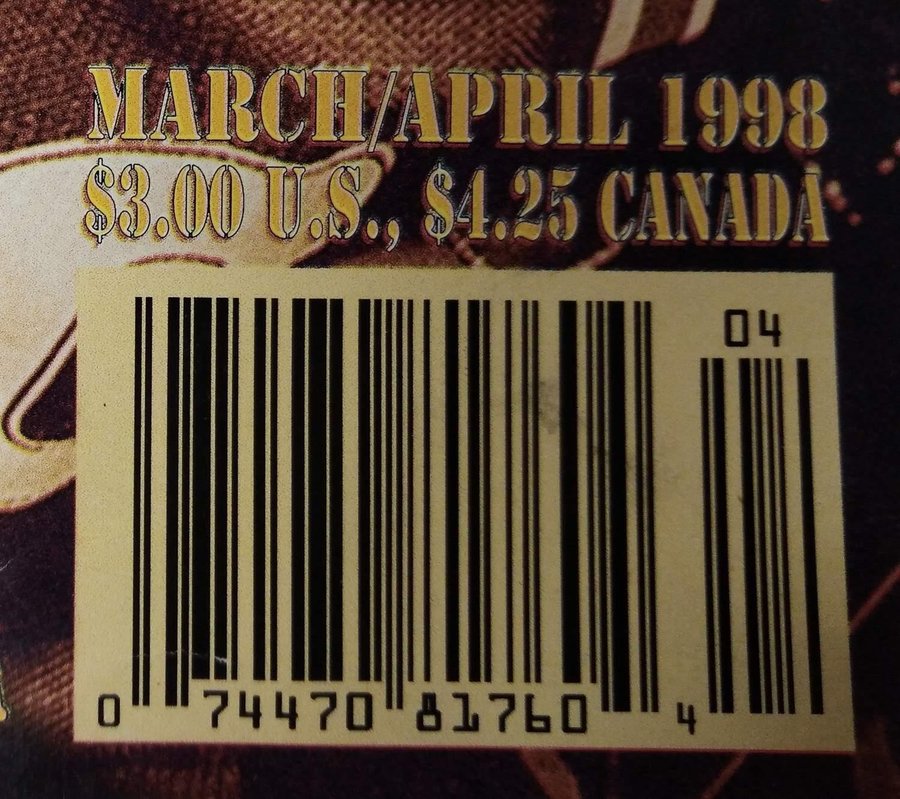 MARCH/APRIL 1998
$3.00 U.S., $4.25 CANADA
04
0 74470 81760 4